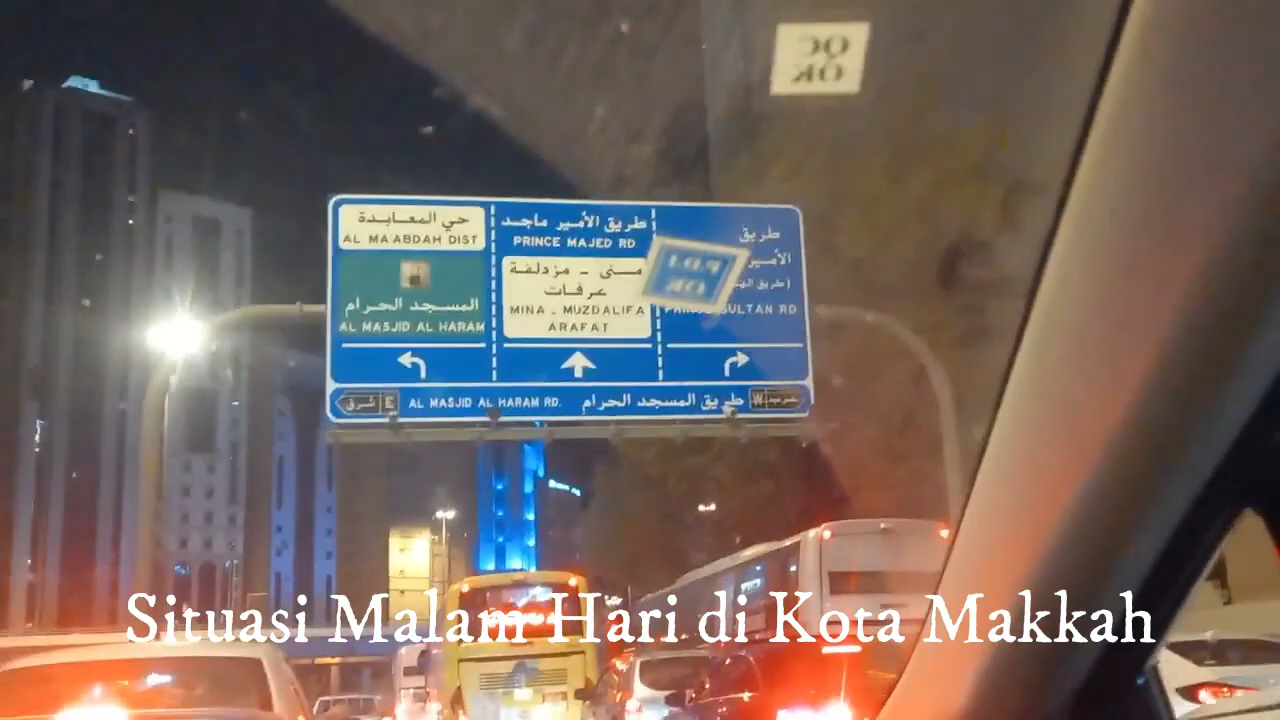 حي المعابدة
AL MA'ABDAH DIST
المسجد الحرام
AL MASJID AL HARAM
طريق الأمير ماجد
PRINCE MAJED RD
منى - مزدلفة
عرفات
MINA - MUZDALIFA
ARAFAT
طريق
الأمير
SULTAN RD
شرق E AL MASJID AL HARAM RD. طريق المسجد الحرام W
Situasi Malam Hari di Kota Makkah